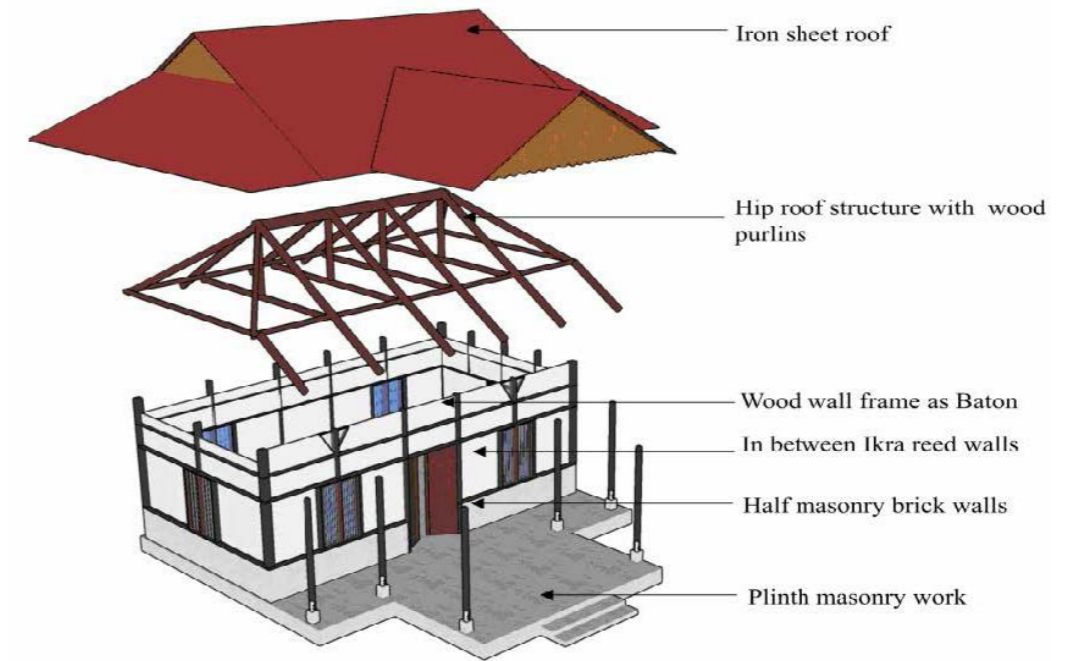 Iron sheet roof
Hip roof structure with wood
purlins
Wood wall frame as Baton
In between Ikra reed walls
Half masonry brick walls
Plinth masonry work